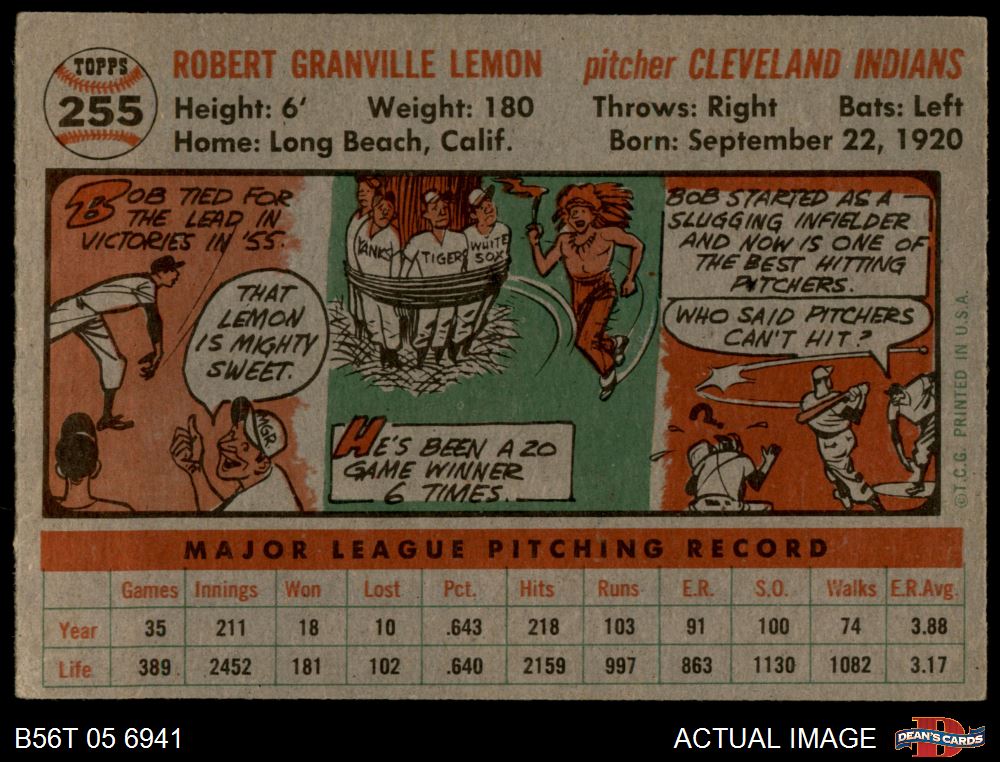 TOPPS
255
ROBERT GRANVILLE LEMON pitcher CLEVELAND INDIANS
Height: 6' Weight: 180 Throws: Right Bats: Left
Home: Long Beach, Calif. Born: September 22, 1920
BOB TIED FOR
THE LEAD IN
VICTORIES IN '55.
THAT
LEMON
IS MIGHTY
SWEET.
MGR
YANKS
TIGERS
WHITE
SOX
HE'S BEEN A 20
GAME WINNER
6 TIMES.
BOB STARTED AS A
SLUGGING INFIELDER
AND NOW IS ONE OF
THE BEST HITTING
PITCHERS.
WHO SAID PITCHERS
CAN'T HIT?
?
©T.C.G. PRINTED IN U.S.A.
MAJOR LEAGUE PITCHING RECORD
Games Innings Won Lost Pct. Hits Runs E.R. S.O. Walks E.R.Avg.
Year 35 211 18 10 .643 218 103 91 100 74 3.88
Life 389 2452 181 102 .640 2159 997 863 1130 1082 3.17
B56T 05 6941 ACTUAL IMAGE
DEAN'S CARDS